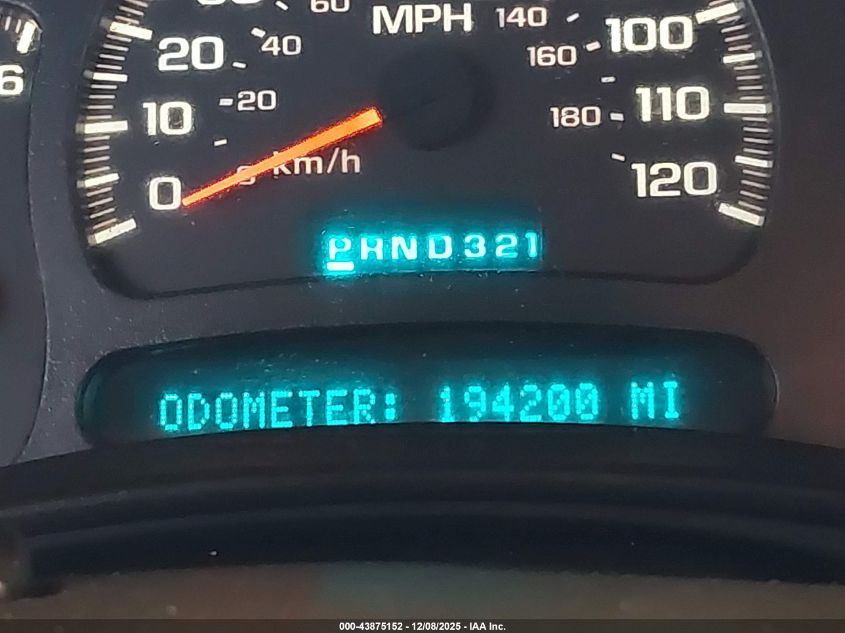 60
MPH 140
20 40 160 100
6
10 20 180 110
0 km/h 120
PRND321
ODOMETER: 194200 MI
000-43875152 - 12/08/2025 - IAA Inc.